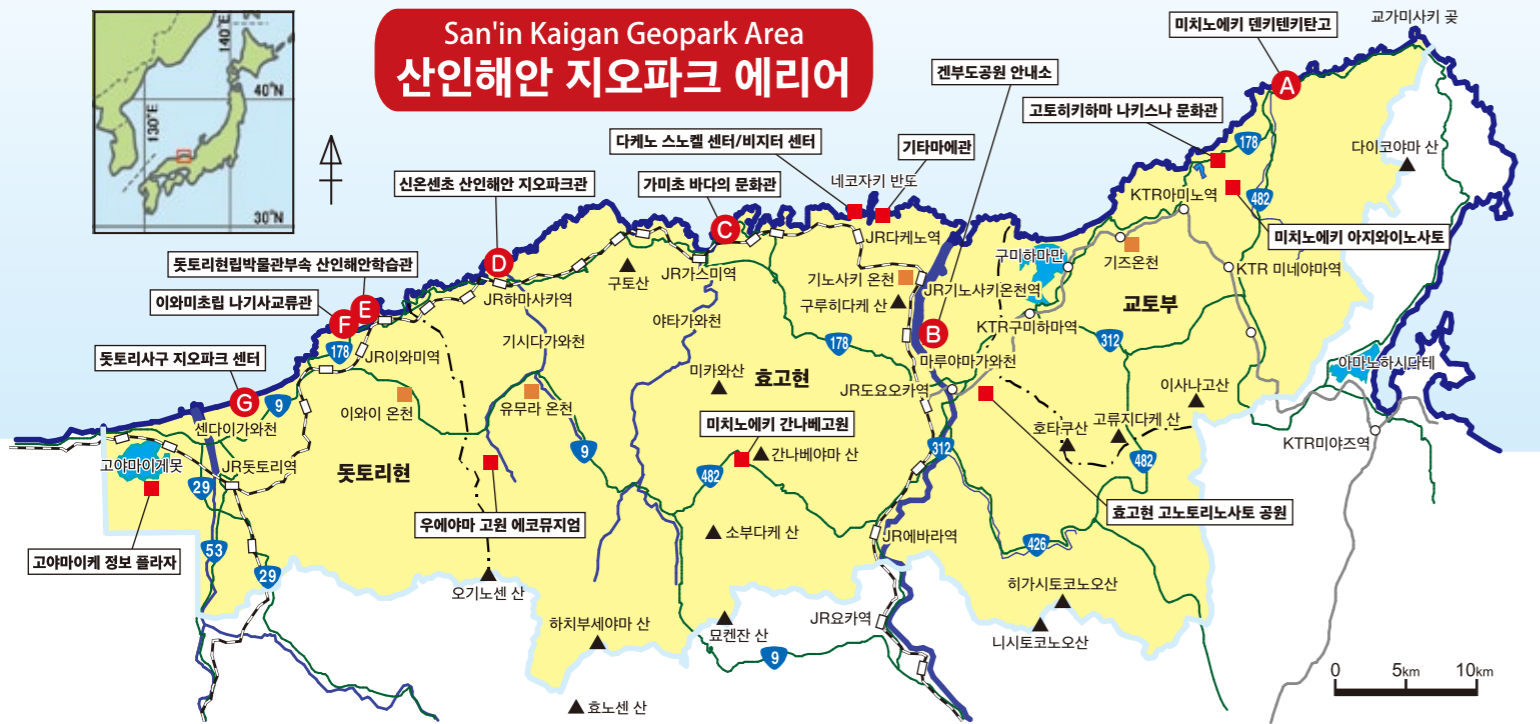 San'in Kaigan Geopark Area
산인해안 지오파크 에리어
140°E
130°E
40°N
30°N
미치노에키 덴키텐키탄고
교가미사키 곶
겐부도공원 안내소
A
고토히키하마 나키스나 문화관
다케노 스노켈 센터/비지터 센터
기타마에관
178
다이코야마 산
신온센초 산인해안 지오파크관
가미초 바다의 문화관
네코자키 반도
KTR아미노역
482
C
JR다케노역
미치노에키 아지와이노사토
돗토리현립박물관부속 산인해안학습관
D
구토산
JR가스미역
기노사키 온천
구미하마만
기즈온천
KTR 미네야마역
이와미초립 나기사교류관
E
JR하마사카역
JR기노사키온천역
구루히다케 산
교토부
F
야타가와천
B
KTR구미하마역
돗토리사구 지오파크 센터
178
JR이와미역
기시다가와천
178
312
마루야마가와천
아마노하시다테
미카와산
효고현
JR도요오카역
이사나고산
G
9
이와이 온천
유무라 온천
센다이가와천
미치노에키 간나베고원
호타쿠산
고류지다케 산
KTR미야즈역
고야마이케못
JR돗토리역
돗토리현
9
간나베야마 산
312
482
29
482
우에야마 고원 에코뮤지엄
소부다케 산
효고현 고노토리노사토 공원
JR에바라역
426
고야마이케 정보 플라자
53
29
오기노센 산
히가시토코노오산
하치부세야마 산
묘켄잔 산
JR요카역
니시토코노오산
9
0
5km
10km
효노센 산